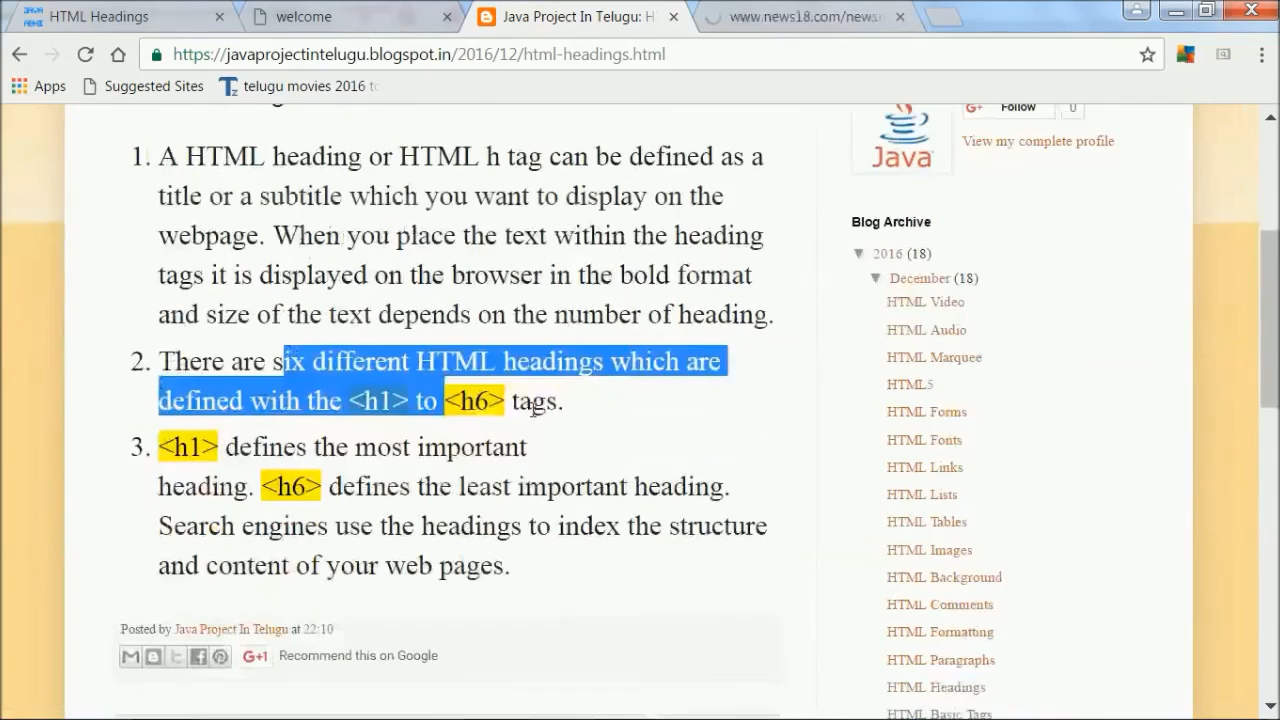 HTML Headings
welcome
Java Project In Telugu: H
www.news18.com/newsr
https://javaprojectintelugu.blogspot.in/2016/12/html-headings.html
Apps
Suggested Sites
telugu movies 2016 to
1. A HTML heading or HTML h tag can be defined as a
title or a subtitle which you want to display on the
webpage. When you place the text within the heading
tags it is displayed on the browser in the bold format
and size of the text depends on the number of heading.
2. There are six different HTML headings which are
defined with the <h1> to <h6> tags.
3. <h1> defines the most important
heading. <h6> defines the least important heading.
Search engines use the headings to index the structure
and content of your web pages.
Posted by Java Project In Telugu at 22:10
G+1 Recommend this on Google
G+ Follow 0
Java
View my complete profile
Blog Archive
▼ 2016 (18)
▼ December (18)
HTML Video
HTML Audio
HTML Marquee
HTML5
HTML Forms
HTML Fonts
HTML Links
HTML Lists
HTML Tables
HTML Images
HTML Background
HTML Comments
HTML Formatting
HTML Paragraphs
HTML Headings
HTML Basic Tags